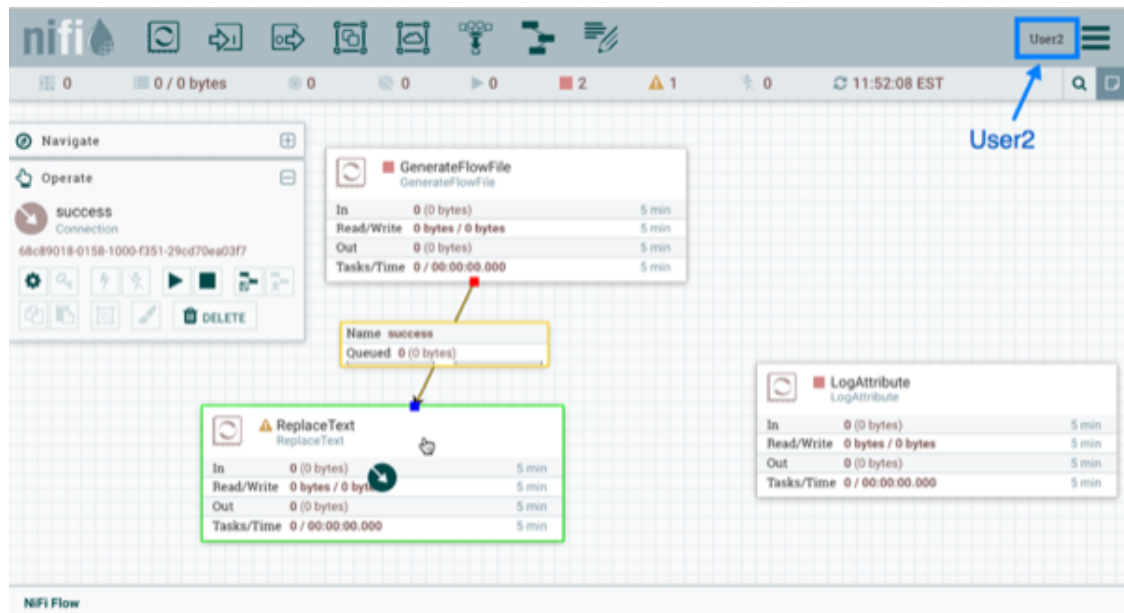 nifi
User2
0
0 / 0 bytes
0
0
0
2
1
0
11:52:08 EST
User2
Navigate
Operate
success
Connection
68c89018-0158-1000-f351-29cd70ea03f7
DELETE
GenerateFlowFile
GenerateFlowFile
In 0 (0 bytes) 5 min
Read/Write 0 bytes / 0 bytes 5 min
Out 0 (0 bytes) 5 min
Tasks/Time 0 / 00:00:00.000 5 min
Name success
Queued 0 (0 bytes)
ReplaceText
ReplaceText
In 0 (0 bytes) 5 min
Read/Write 0 bytes / 0 byt 5 min
Out 0 (0 bytes) 5 min
Tasks/Time 0 / 00:00:00.000 5 min
LogAttribute
LogAttribute
In 0 (0 bytes) 5 min
Read/Write 0 bytes / 0 bytes 5 min
Out 0 (0 bytes) 5 min
Tasks/Time 0 / 00:00:00.000 5 min
NiFi Flow